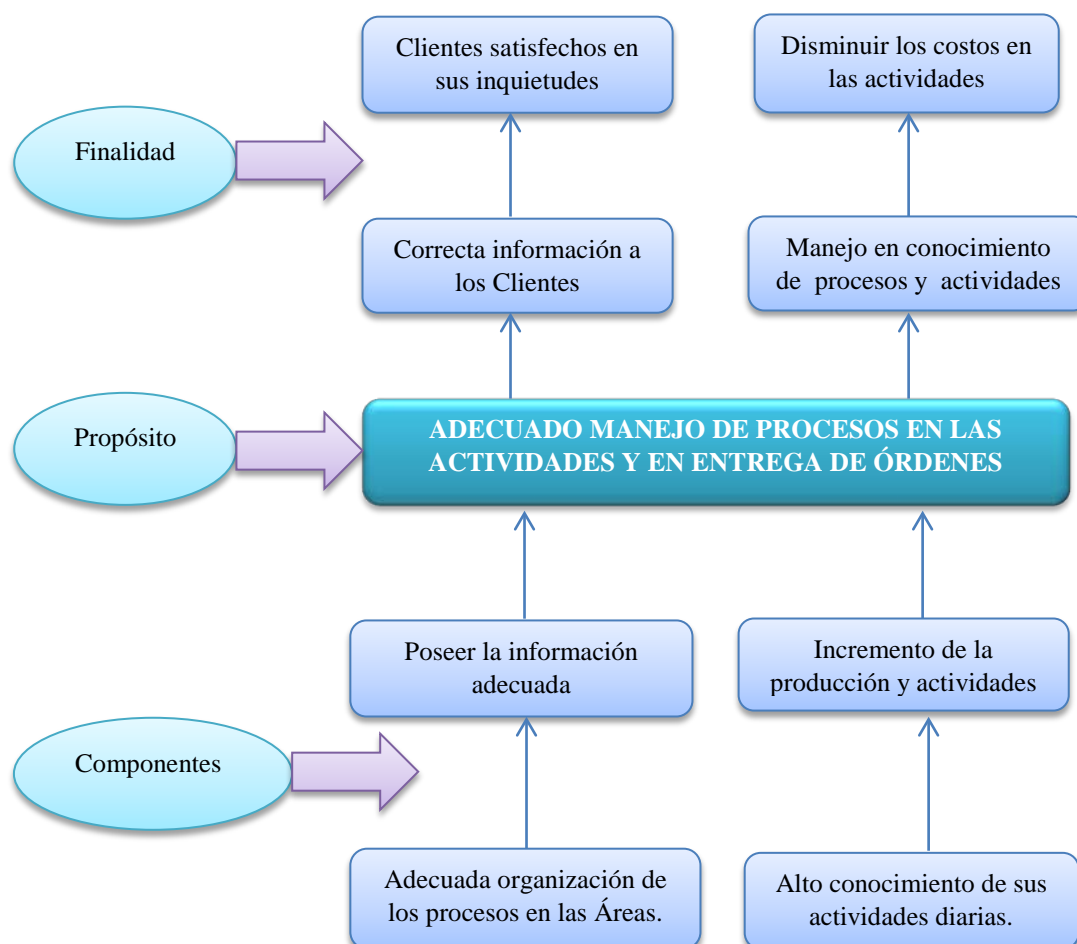 Clientes satisfechos en
sus inquietudes
Disminuir los costos en
las actividades
Finalidad
Correcta información a
los Clientes
Manejo en conocimiento
de procesos y actividades
Propósito
ADECUADO MANEJO DE PROCESOS EN LAS
ACTIVIDADES Y EN ENTREGA DE ÓRDENES
Poseer la información
adecuada
Incremento de la
producción y actividades
Componentes
Adecuada organización de
los procesos en las Áreas.
Alto conocimiento de sus
actividades diarias.